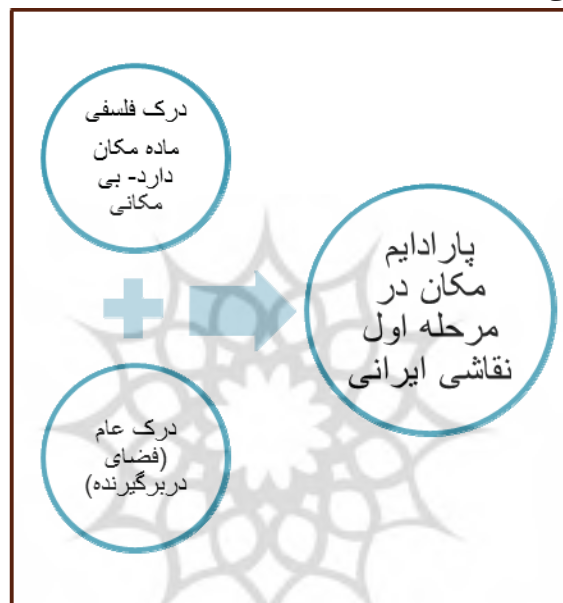 درک فلسفی
ماده مکان
دارد- بی
مکانی
درک عام
(فضای
دربرگیرنده)
پارادایم
مکان در
مرحله اول
نقاشی ایرانی